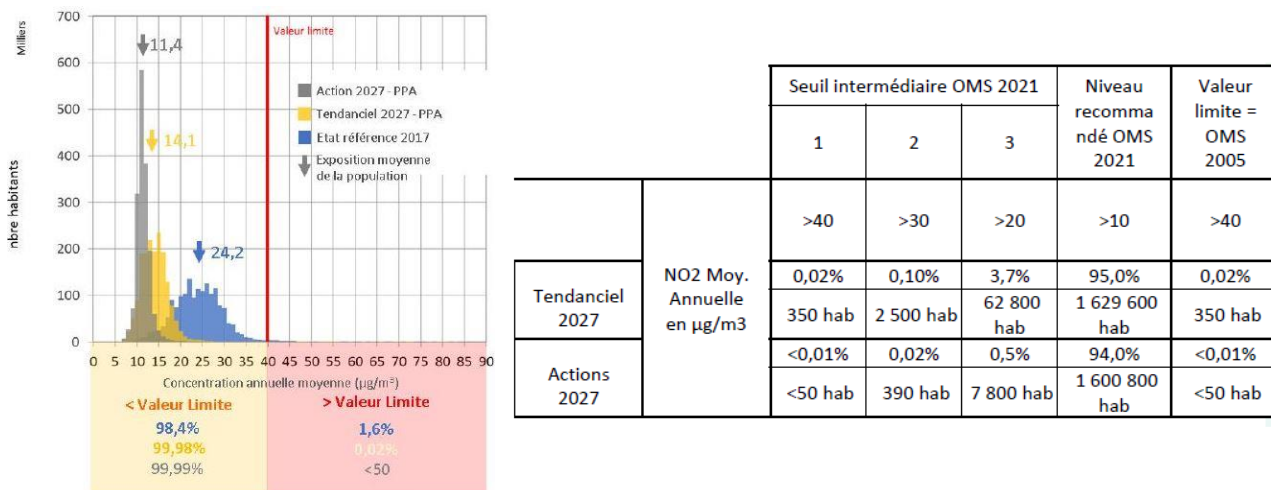 Milliers
nbre habitants
700
600
500
400
300
200
100
0
Valeur limite
11,4
14,1
24,2
Action 2027 - PPA
Tendanciel 2027 - PPA
Etat référence 2017
Exposition moyenne
de la population
0 5 10 15 20 25 30 35 40 45 50 55 60 65 70 75 80 85 90
Concentration annuelle moyenne (µg/m³)
< Valeur Limite > Valeur Limite
98,4% 1,6%
99,98% 0,02%
99,99% <50
Seuil intermédiaire OMS 2021
1 2 3
Niveau
recomma
ndé OMS
2021
Valeur
limite =
OMS
2005
>40 >30 >20 >10 >40
NO2 Moy.
Annuelle
en µg/m3
Tendanciel
2027
0,02% 0,10% 3,7% 95,0% 0,02%
350 hab 2 500 hab 62 800 hab 1 629 600 hab 350 hab
Actions
2027
<0,01% 0,02% 0,5% 94,0% <0,01%
<50 hab 390 hab 7 800 hab 1 600 800 hab <50 hab